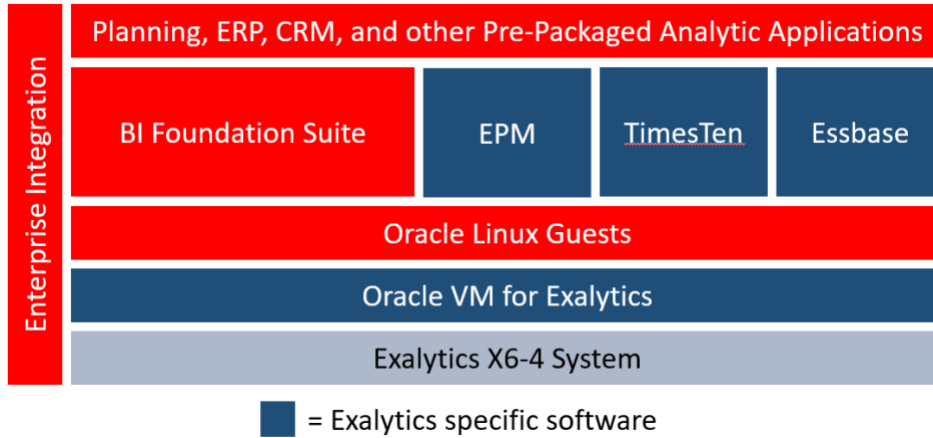 Planning, ERP, CRM, and other Pre-Packaged Analytic Applications
Enterprise Integration
BI Foundation Suite
EPM
TimesTen
Essbase
Oracle Linux Guests
Oracle VM for Exalytics
Exalytics X6-4 System
= Exalytics specific software